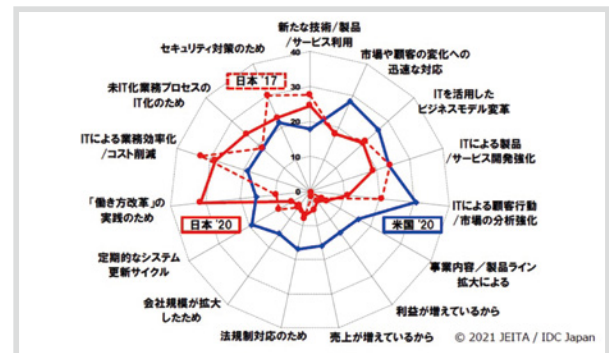 新たな技術/製品
/サービス利用
市場や顧客の変化への
迅速な対応
ITを活用した
ビジネスモデル変革
ITによる製品
/サービス開発強化
ITによる顧客行動
/市場の分析強化
事業内容/製品ライン
拡大による
利益が増えているから
売上が増えているから
法規制対応のため
会社規模が拡大
したため
定期的なシステム
更新サイクル
「働き方改革」の
実践のため
ITによる業務効率化
/コスト削減
未IT化業務プロセスの
IT化のため
セキュリティ対策のため
40
30
20
10
0
日本 '17
日本 '20
米国 '20
© 2021 JEITA / IDC Japan